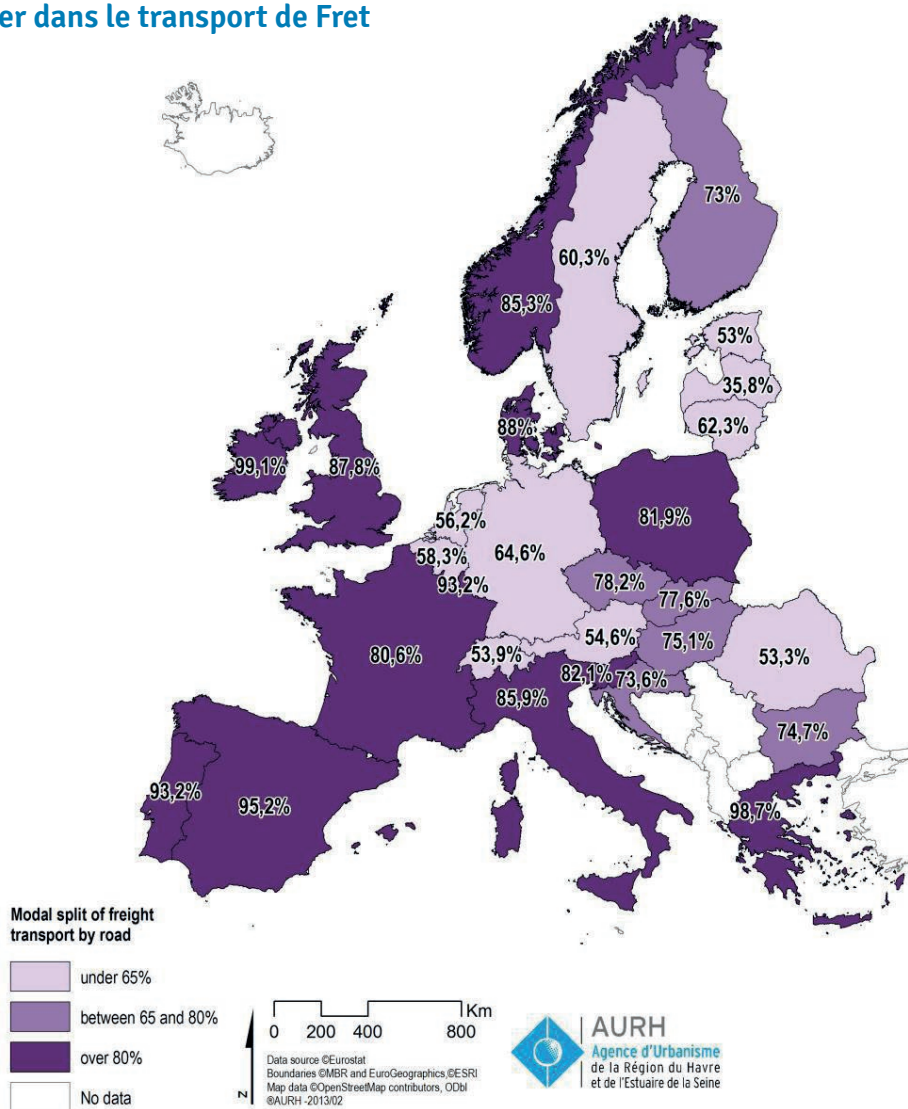 er dans le transport de Fret
73%
60,3%
85,3%
53%
35,8%
62,3%
88%
99,1%
87,8%
81,9%
56,2%
58,3%
64,6%
93,2%
78,2%
77,6%
75,1%
54,6%
53,9%
53,3%
80,6%
82,1%
73,6%
85,9%
74,7%
93,2%
95,2%
98,7%
Modal split of freight
transport by road
under 65%
between 65 and 80%
over 80%
No data
N
Km
0 200 400 800
Data source ©Eurostat
Boundaries ©MBR and EuroGeographics,©ESRI
Map data ©OpenStreetMap contributors, ODbl
®AURH -2013/02
AURH
Agence d'Urbanisme
de la Région du Havre
et de l'Estuaire de la Seine